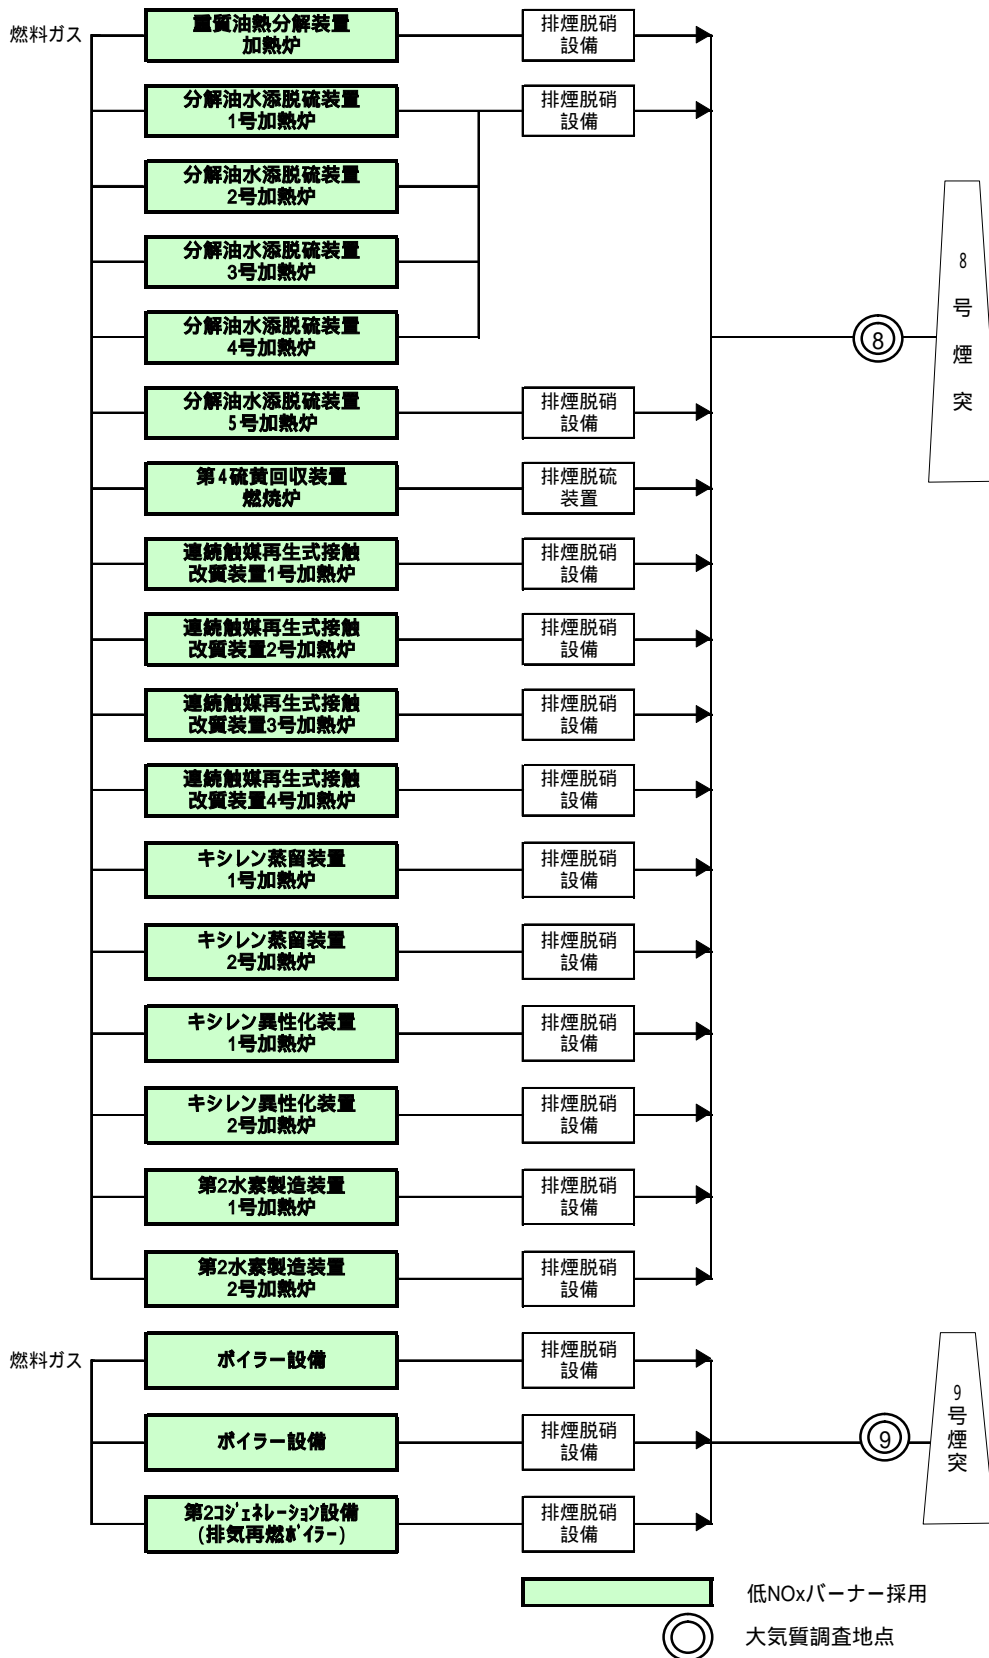 燃料ガス
重質油熱分解装置
加熱炉
排煙脱硝
設備
分解油水添脱硫装置
1号加熱炉
排煙脱硝
設備
分解油水添脱硫装置
2号加熱炉
分解油水添脱硫装置
3号加熱炉
分解油水添脱硫装置
4号加熱炉
8
8号煙突
分解油水添脱硫装置
5号加熱炉
排煙脱硝
設備
第4硫黄回収装置
燃焼炉
排煙脱硫
装置
連続触媒再生式接触
改質装置1号加熱炉
排煙脱硝
設備
連続触媒再生式接触
改質装置2号加熱炉
排煙脱硝
設備
連続触媒再生式接触
改質装置3号加熱炉
排煙脱硝
設備
連続触媒再生式接触
改質装置4号加熱炉
排煙脱硝
設備
キシレン蒸留装置
1号加熱炉
排煙脱硝
設備
キシレン蒸留装置
2号加熱炉
排煙脱硝
設備
キシレン異性化装置
1号加熱炉
排煙脱硝
設備
キシレン異性化装置
2号加熱炉
排煙脱硝
設備
第2水素製造装置
1号加熱炉
排煙脱硝
設備
第2水素製造装置
2号加熱炉
排煙脱硝
設備
燃料ガス
ボイラー設備
排煙脱硝
設備
ボイラー設備
排煙脱硝
設備
9
9号煙突
第2ｺｼﾞｪﾈﾚｰｼｮﾝ設備
(排気再燃ﾎﾞｲﾗｰ)
排煙脱硝
設備
低NOxバーナー採用
大気質調査地点